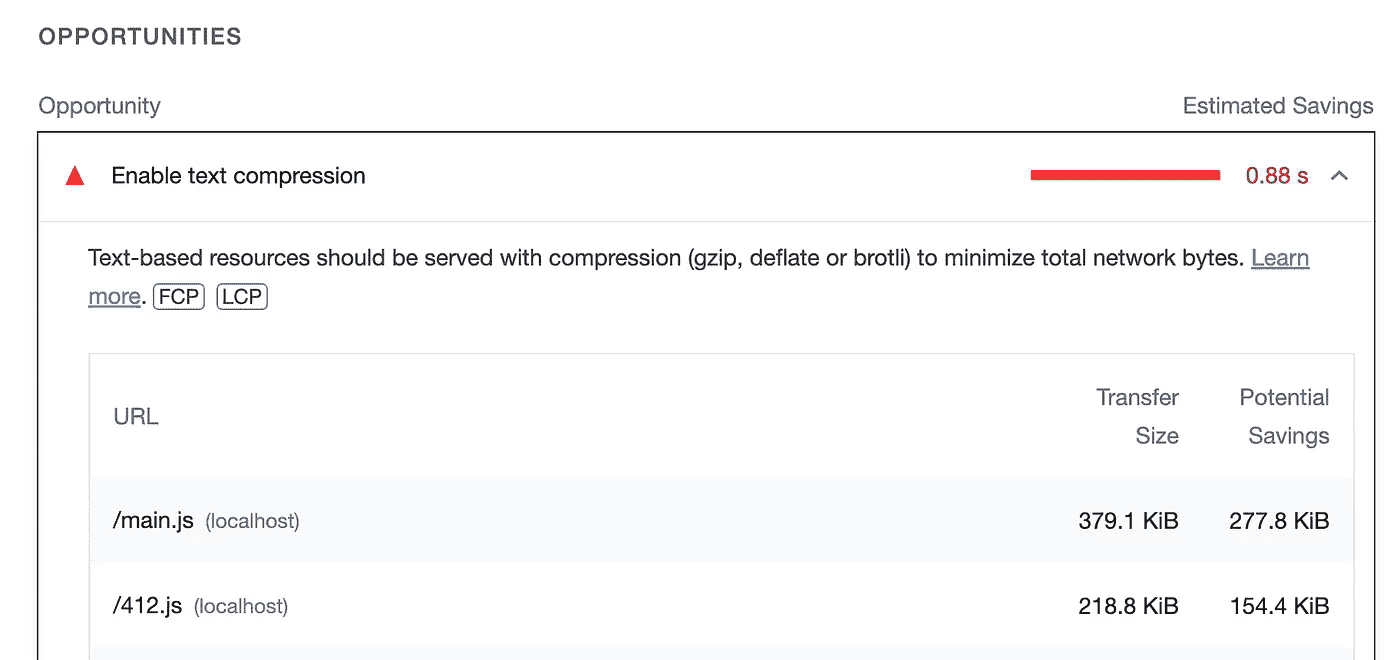 OPPORTUNITIES
Opportunity Estimated Savings
Enable text compression 0.88 s
Text-based resources should be served with compression (gzip, deflate or brotli) to minimize total network bytes. Learn
more. FCP LCP
URL Transfer Size Potential Savings
/main.js (localhost) 379.1 KiB 277.8 KiB
/412.js (localhost) 218.8 KiB 154.4 KiB